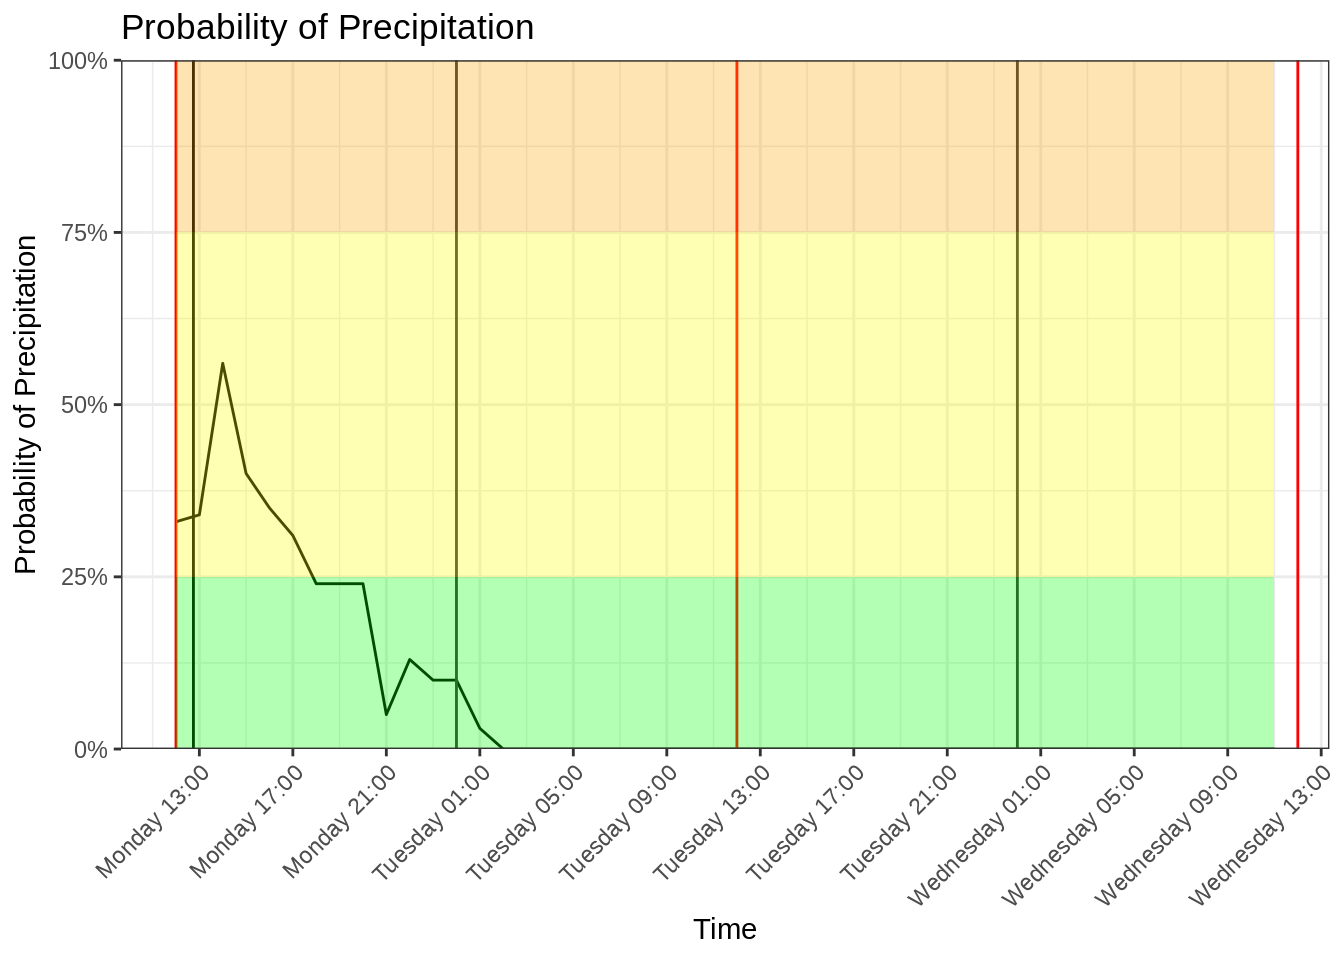 Probability of Precipitation
Probability of Precipitation
100%
75%
50%
25%
0%
Monday 13:00
Monday 17:00
Monday 21:00
Tuesday 01:00
Tuesday 05:00
Tuesday 09:00
Tuesday 13:00
Tuesday 17:00
Tuesday 21:00
Wednesday 01:00
Wednesday 05:00
Wednesday 09:00
Wednesday 13:00
Time